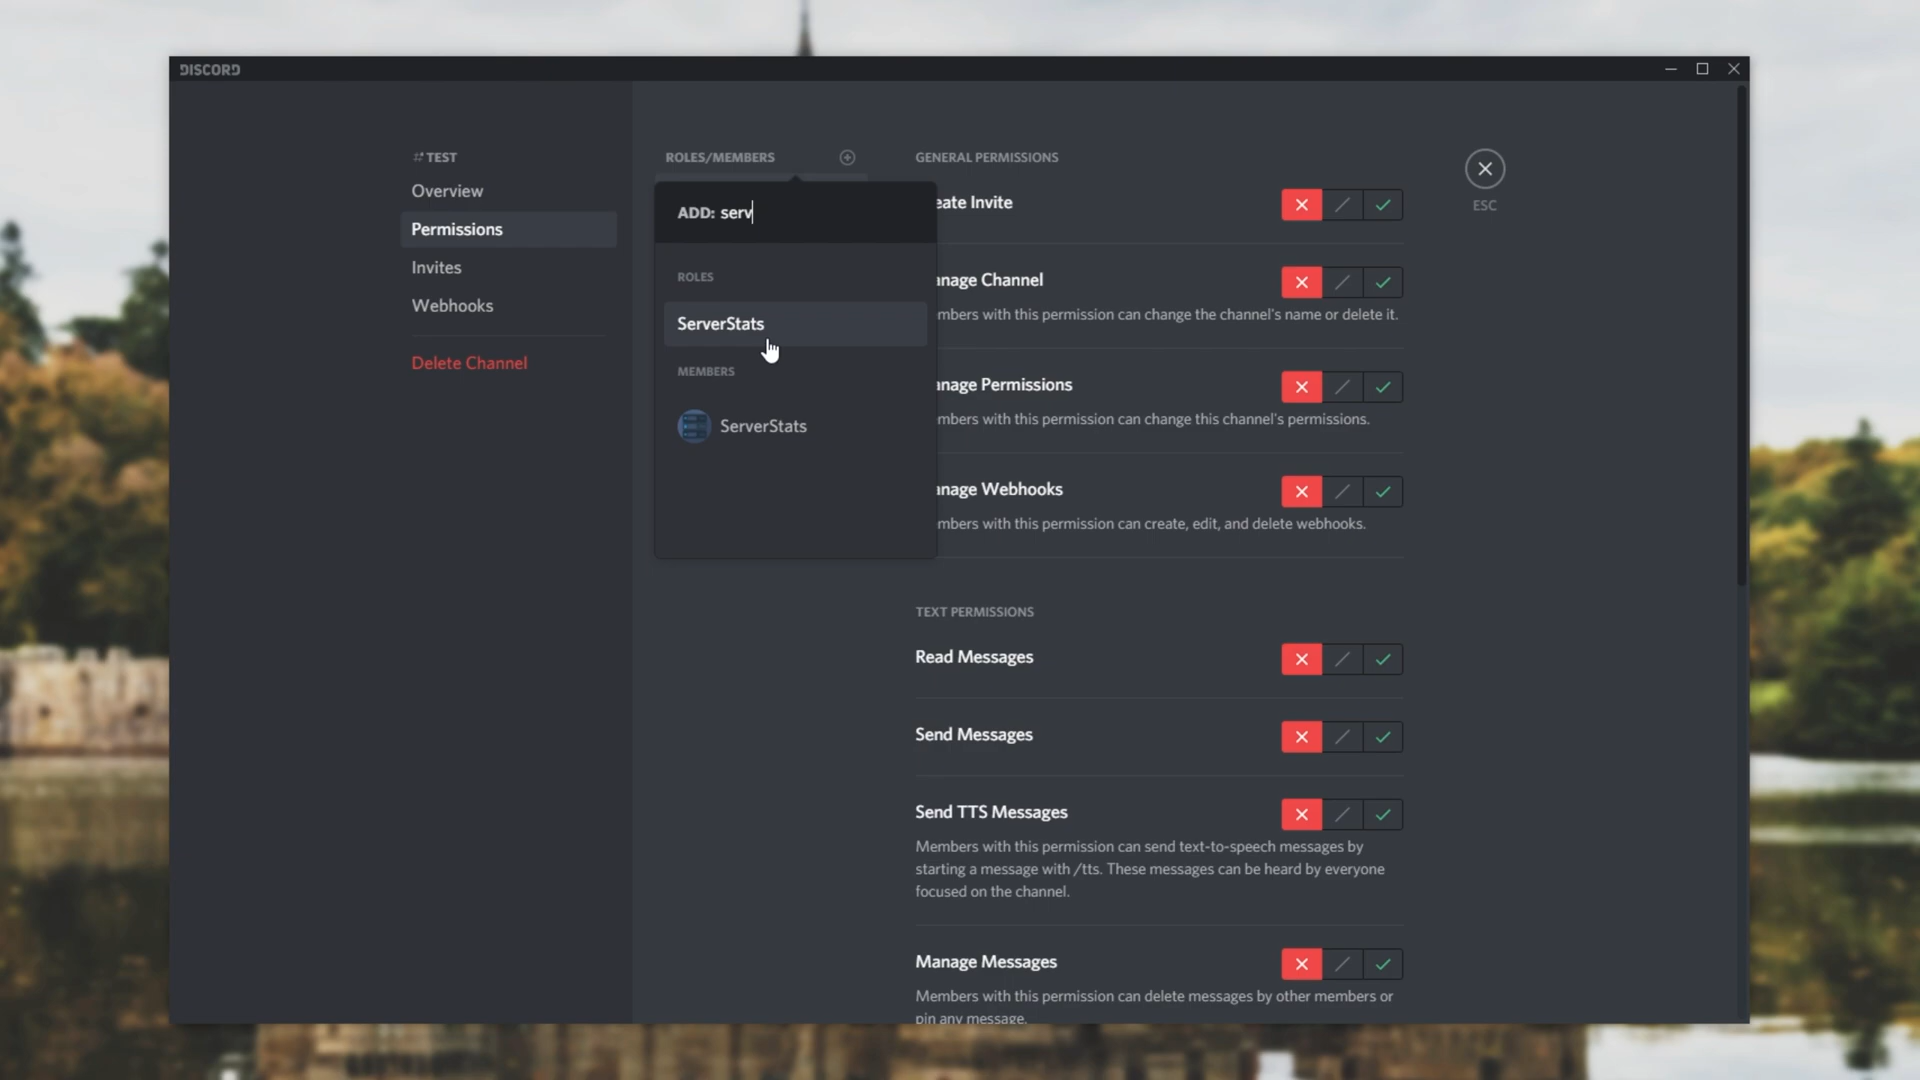 DISCORD
# TEST
Overview
Permissions
Invites
Webhooks
Delete Channel
ROLES/MEMBERS
ADD: serv
ROLES
ServerStats
MEMBERS
ServerStats
GENERAL PERMISSIONS
eate Invite
anage Channel
mbers with this permission can change the channel's name or delete it.
anage Permissions
mbers with this permission can change this channel's permissions.
anage Webhooks
mbers with this permission can create, edit, and delete webhooks.
TEXT PERMISSIONS
Read Messages
Send Messages
Send TTS Messages
Members with this permission can send text-to-speech messages by
starting a message with /tts. These messages can be heard by everyone
focused on the channel.
Manage Messages
Members with this permission can delete messages by other members or
pin any message.
ESC